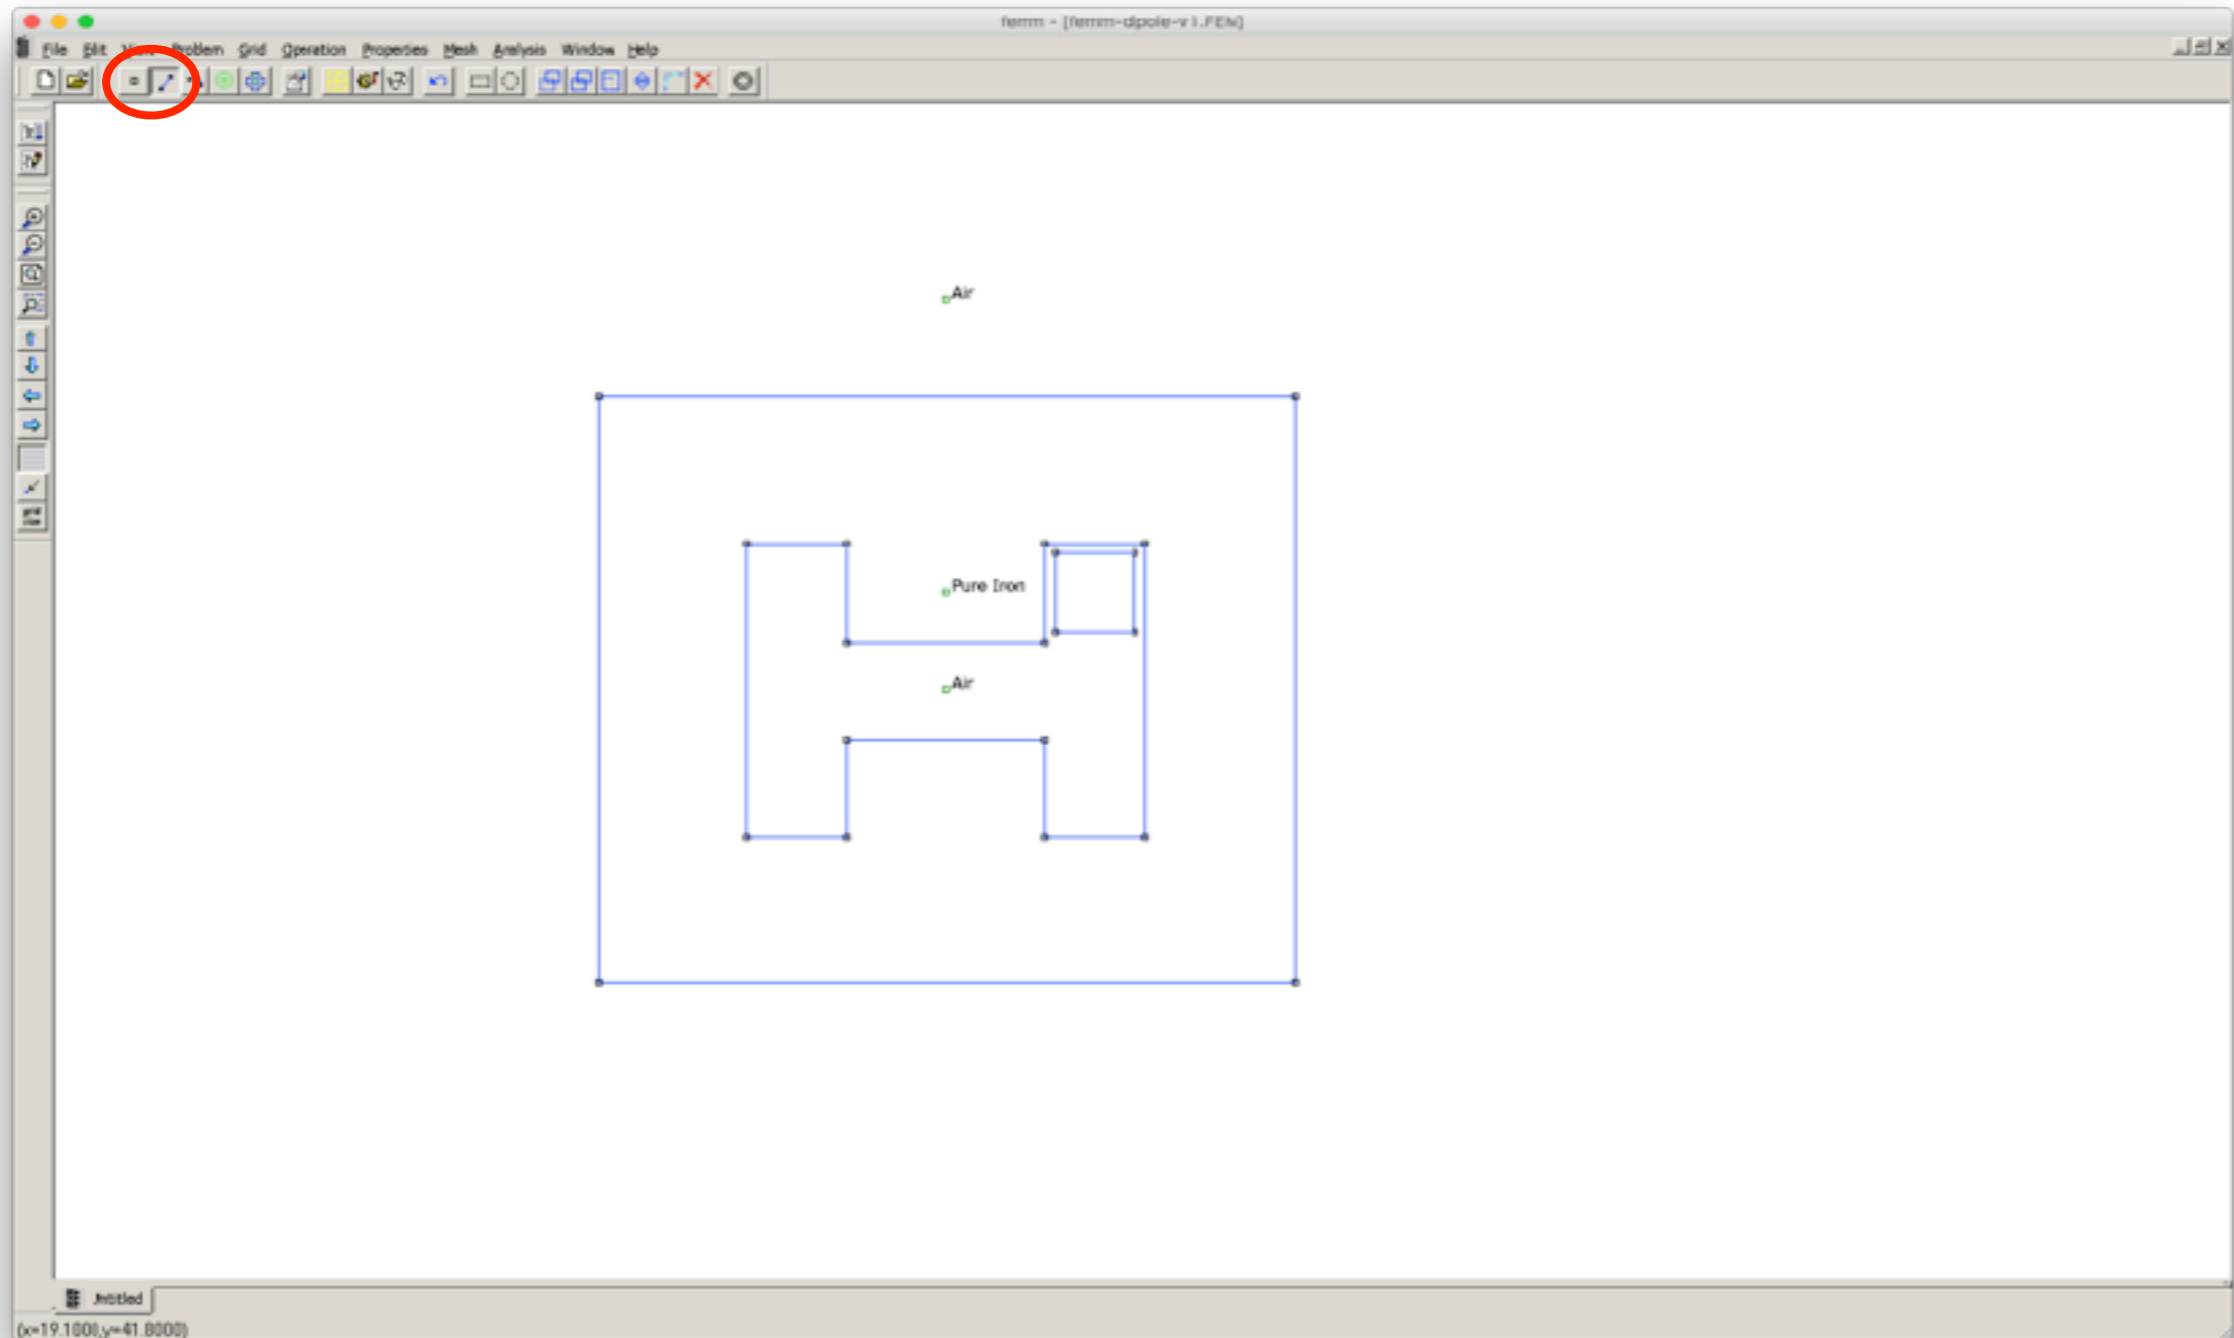 femm - [femm-dipole-v1.FEM]
File Edit View Problem Grid Operation Properties Mesh Analysis Window Help
Air
Pure Iron
Air
Untitled
(x=19.1000,y=41.8000)